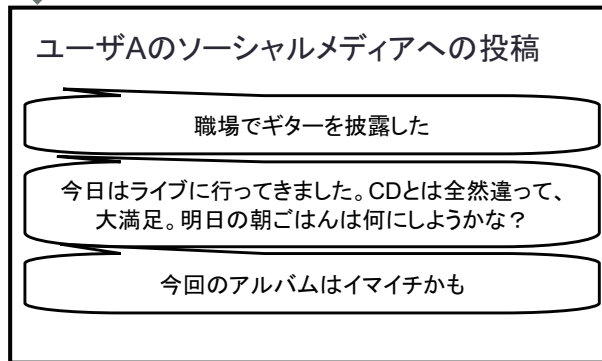 ユーザAのソーシャルメディアへの投稿
職場でギターを披露した
今日はライブに行ってきました。CDとは全然違って、
大満足。明日の朝ごはんは何にしようかな？
今回のアルバムはイマイチかも